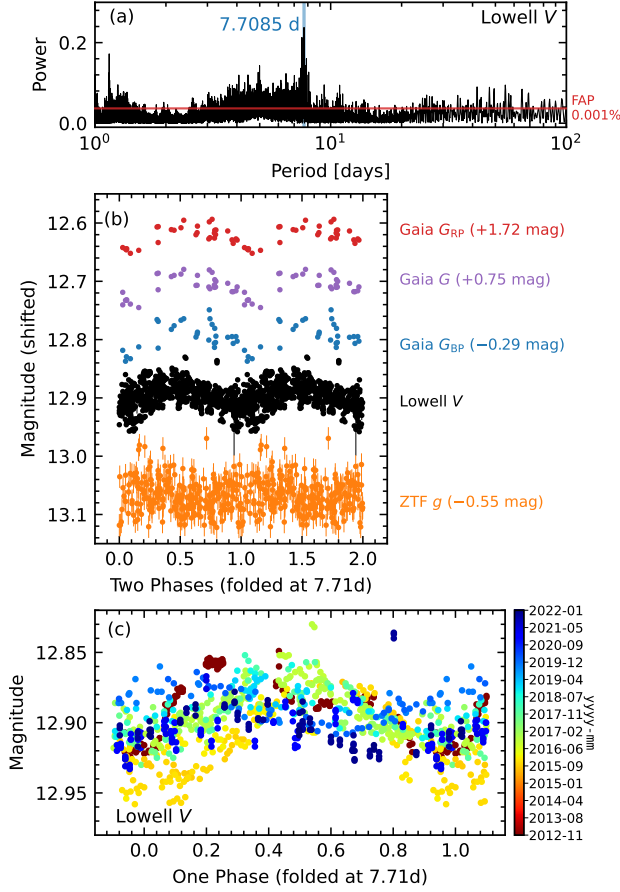 (a)
7.7085 d
Lowell V
0.2
0.0
Power
FAP
0.001%
10⁰
10¹
10²
Period [days]
(b)
12.6
12.7
12.8
12.9
13.0
13.1
Magnitude (shifted)
Gaia G_RP (+1.72 mag)
Gaia G (+0.75 mag)
Gaia G_BP (−0.29 mag)
Lowell V
ZTF g (−0.55 mag)
0.0 0.5 1.0 1.5 2.0
Two Phases (folded at 7.71d)
(c)
12.85
12.90
12.95
Magnitude
Lowell V
0.0 0.2 0.4 0.6 0.8 1.0
One Phase (folded at 7.71d)
2022-01
2021-05
2020-09
2019-12
2019-04
2018-07
2017-11
2017-02
2016-06
2015-09
2015-01
2014-04
2013-08
2012-11
yyyy-mm